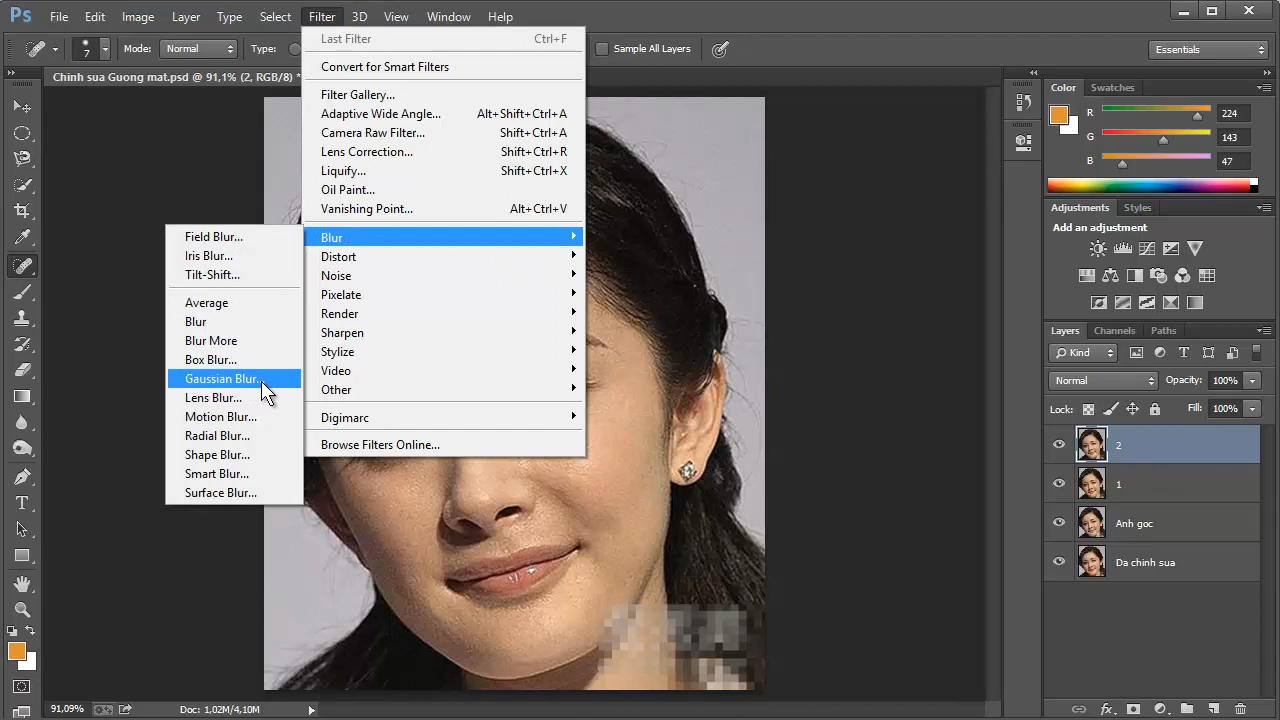 Ps File Edit Image Layer Type Select Filter 3D View Window Help
7 Mode: Normal Type: Sample All Layers Essentials
Chinh sua Guong mat.psd @ 91,1% (2, RGB/8) *
Last Filter Ctrl+F
Convert for Smart Filters
Filter Gallery...
Adaptive Wide Angle... Alt+Shift+Ctrl+A
Camera Raw Filter... Shift+Ctrl+A
Lens Correction... Shift+Ctrl+R
Liquify... Shift+Ctrl+X
Oil Paint...
Vanishing Point... Alt+Ctrl+V
Blur
Distort
Noise
Pixelate
Render
Sharpen
Stylize
Video
Other
Digimarc
Browse Filters Online...
Field Blur...
Iris Blur...
Tilt-Shift...
Average
Blur
Blur More
Box Blur...
Gaussian Blur...
Lens Blur...
Motion Blur...
Radial Blur...
Shape Blur...
Smart Blur...
Surface Blur...
Color Swatches
R 224
G 143
B 47
Adjustments Styles
Add an adjustment
Layers Channels Paths
Kind
Normal Opacity: 100%
Lock: Fill: 100%
2
1
Anh goc
Da chinh sua
91,09% Doc: 1,02M/4,10M